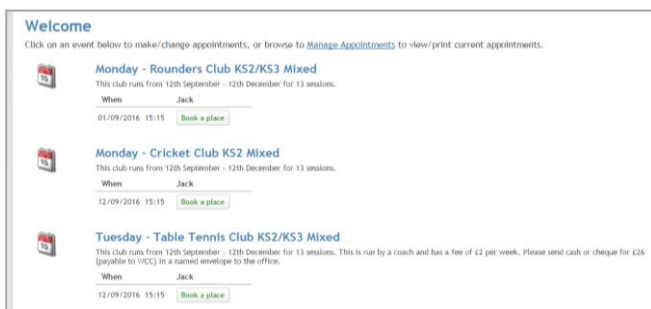 Welcome
Click on an event below to make/change appointments, or browse to Manage Appointments to view/print current appointments.
Monday - Rounders Club KS2/KS3 Mixed
This club runs from 12th September - 12th December for 13 sessions.
When Jack
01/09/2016 15:15 Book a place
Monday - Cricket Club KS2 Mixed
This club runs from 12th September - 12th December for 13 sessions.
When Jack
12/09/2016 15:15 Book a place
Tuesday - Table Tennis Club KS2/KS3 Mixed
This club runs from 12th September - 12th December for 13 sessions. This is run by a coach and has a fee of £2 per week. Please send cash or cheque for £26
(payable to WCC) in a named envelope to the office.
When Jack
12/09/2016 15:15 Book a place